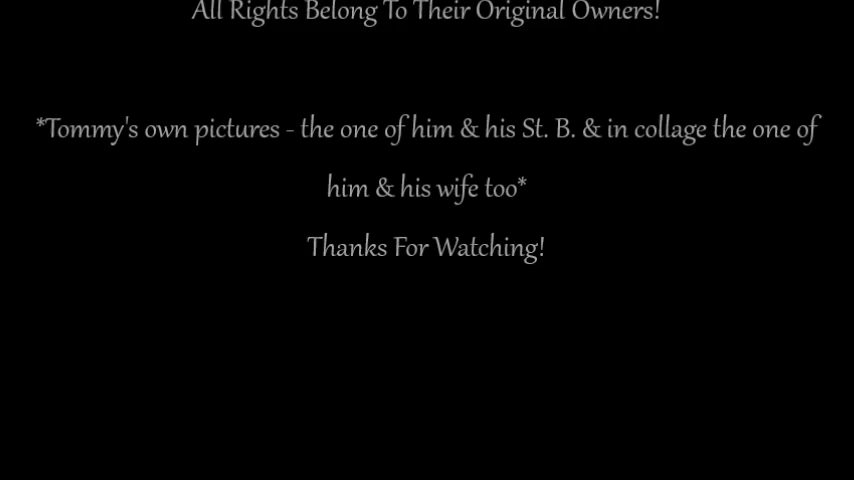 All Rights Belong To Their Original Owners!
*Tommy's own pictures - the one of him & his St. B. & in collage the one of
him & his wife too*
Thanks For Watching!